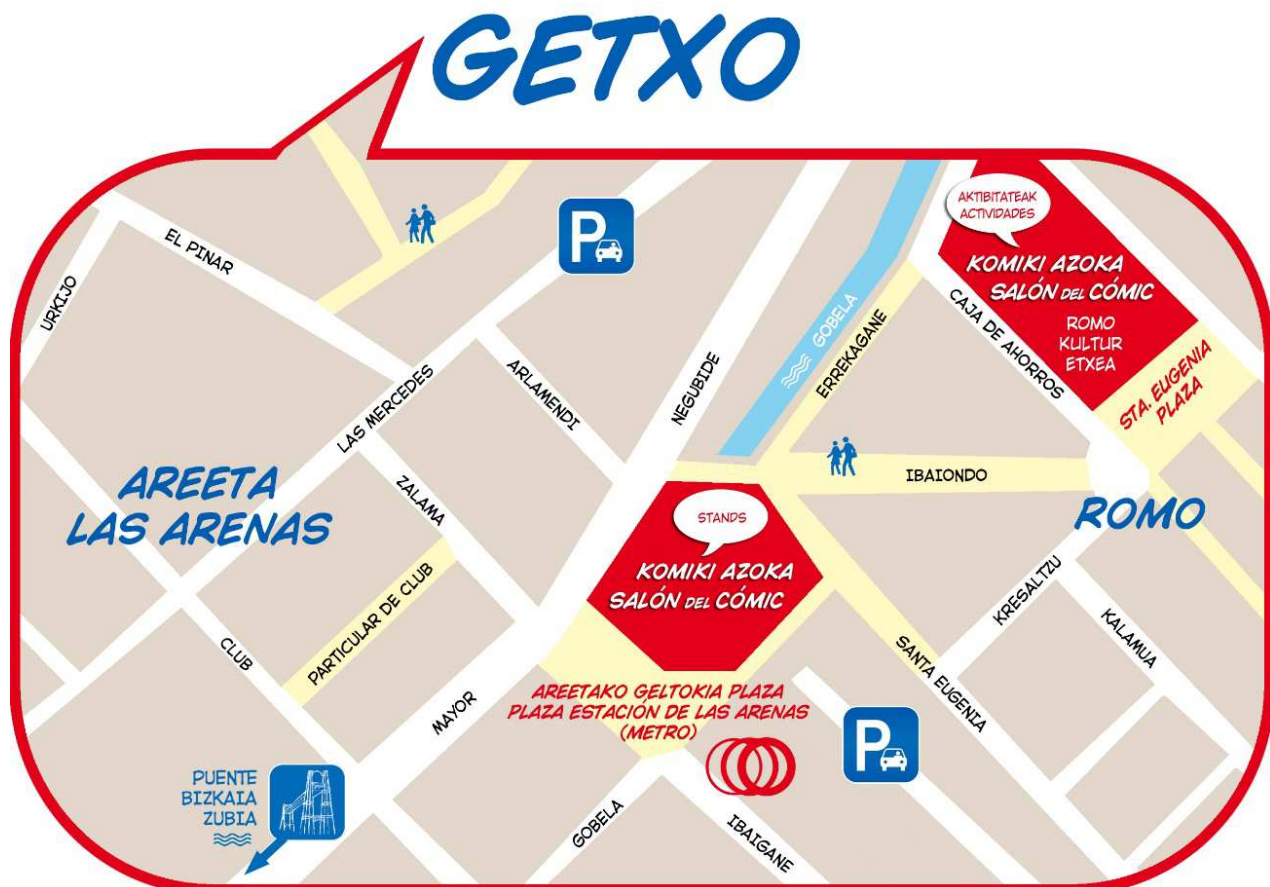 GETXO
AKTIBITATEAK
ACTIVIDADES
KOMIKI AZOKA
SALÓN DEL CÓMIC
ROMO
KULTUR
ETXEA
STA. EUGENIA
PLAZA
URKIJO
EL PINAR
P
LAS MERCEDES
ARLAMENDI
NEGUBIDE
GOBELA
ERREKAGANE
CAJA DE AHORROS
AREETA
LAS ARENAS
ZALAMA
IBAIONDO
ROMO
STANDS
KOMIKI AZOKA
SALÓN DEL CÓMIC
PARTICULAR DE CLUB
CLUB
MAYOR
KRESALTZU
KALAMUA
SANTA EUGENIA
AREETAKO GELTOKIA PLAZA
PLAZA ESTACIÓN DE LAS ARENAS
(METRO)
P
PUENTE
BIZKAIA
ZUBIA
GOBELA
IBAIGANE